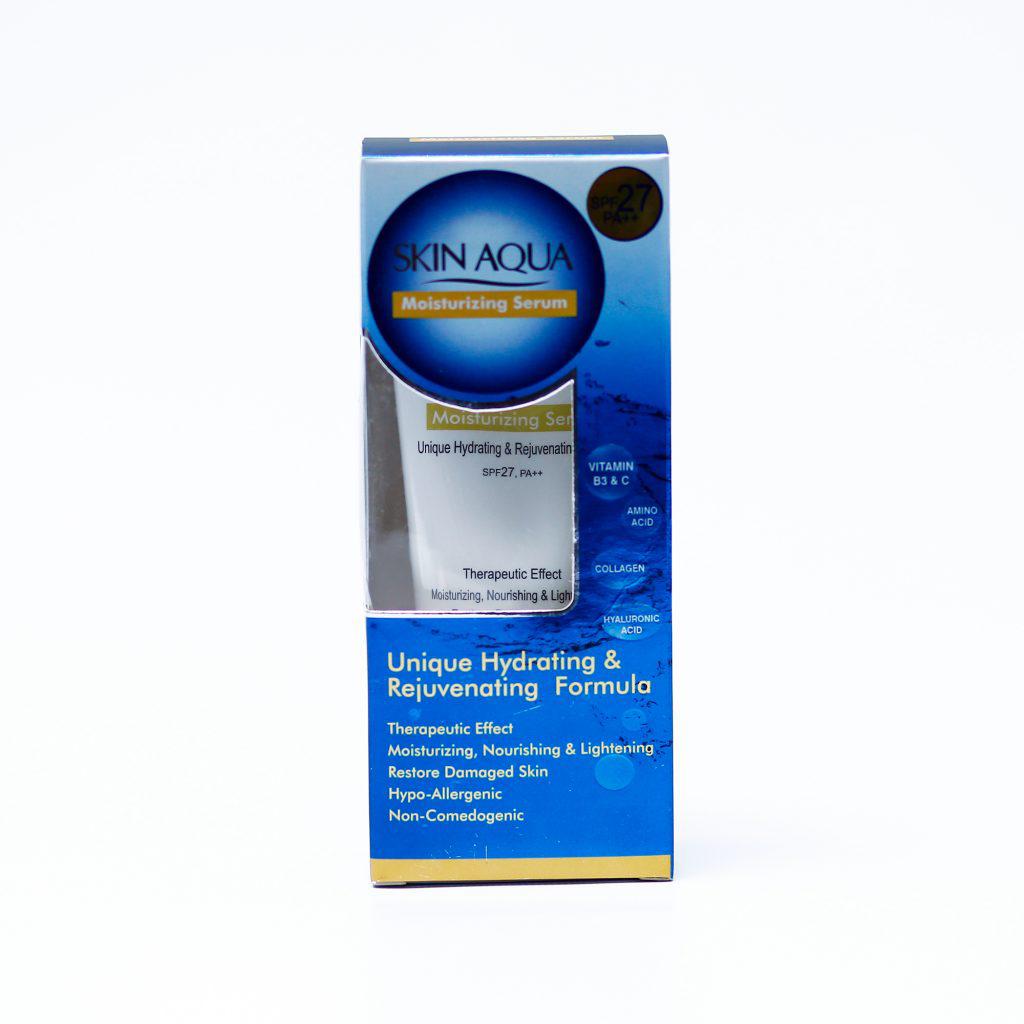 SPF27
PA++
SKIN AQUA
Moisturizing Serum
Moisturizing Ser
Unique Hydrating & Rejuvenatin
SPF27, PA++
VITAMIN
B3 & C
AMINO
ACID
COLLAGEN
Therapeutic Effect
Moisturizing, Nourishing & Ligh
HYALURONIC
ACID
Unique Hydrating &
Rejuvenating Formula
Therapeutic Effect
Moisturizing, Nourishing & Lightening
Restore Damaged Skin
Hypo-Allergenic
Non-Comedogenic